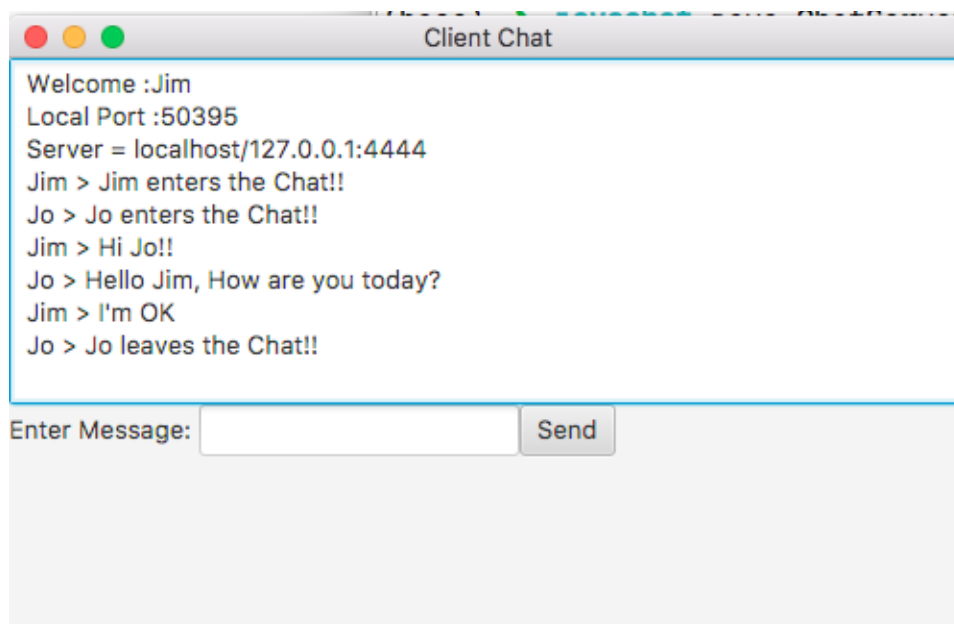 Client Chat
Welcome :Jim
Local Port :50395
Server = localhost/127.0.0.1:4444
Jim > Jim enters the Chat!!
Jo > Jo enters the Chat!!
Jim > Hi Jo!!
Jo > Hello Jim, How are you today?
Jim > I'm OK
Jo > Jo leaves the Chat!!
Enter Message:
Send